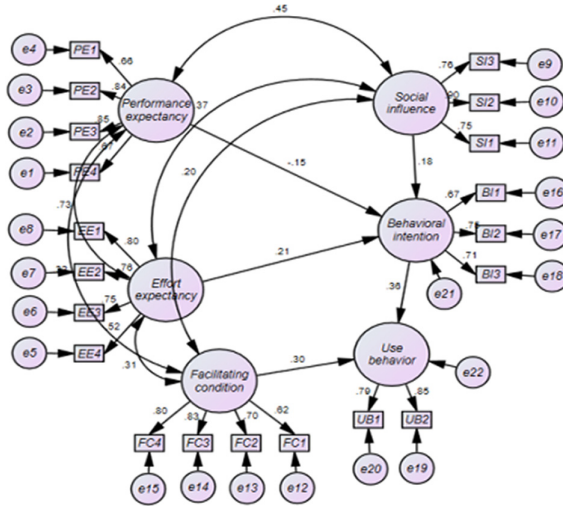 .45
e4
PE1
.66
e3
PE2
.84
e2
PE3
.85
e1
PE4
.67
Performance
expectancy
.37
Social
influence
.76
SI3
e9
.90
SI2
e10
.75
SI1
e11
.20
-.15
.18
.73
e8
EE1
.80
e7
EE2
.76
e6
EE3
.75
e5
EE4
.52
Effort
expectancy
.21
Behavioral
intention
.67
BI1
e16
BI2
e17
.71
BI3
e18
e21
.36
.31
Facilitating
condition
.30
Use
behavior
e22
.80
.83
.70
.62
.79
.85
FC4
FC3
FC2
FC1
UB1
UB2
e15
e14
e13
e12
e20
e19